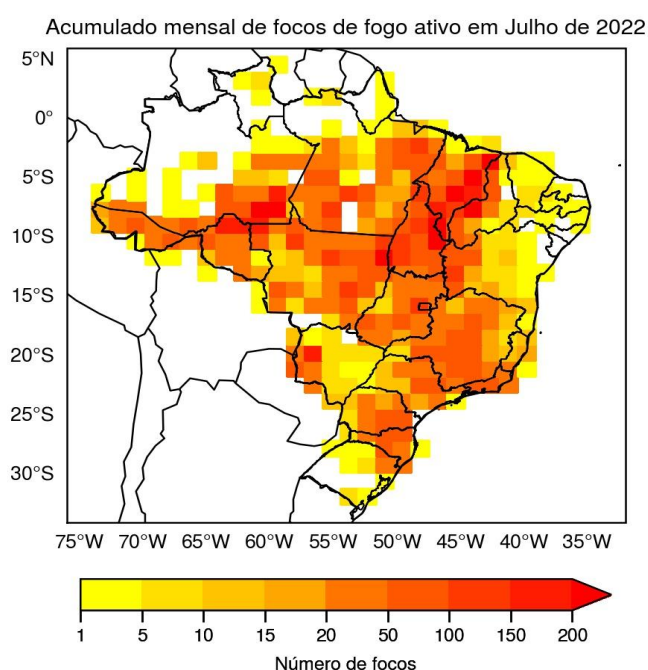 Acumulado mensal de focos de fogo ativo em Julho de 2022
5°N
0°
5°S
10°S
15°S
20°S
25°S
30°S
75°W 70°W 65°W 60°W 55°W 50°W 45°W 40°W 35°W
1 5 10 15 20 50 100 150 200
Número de focos